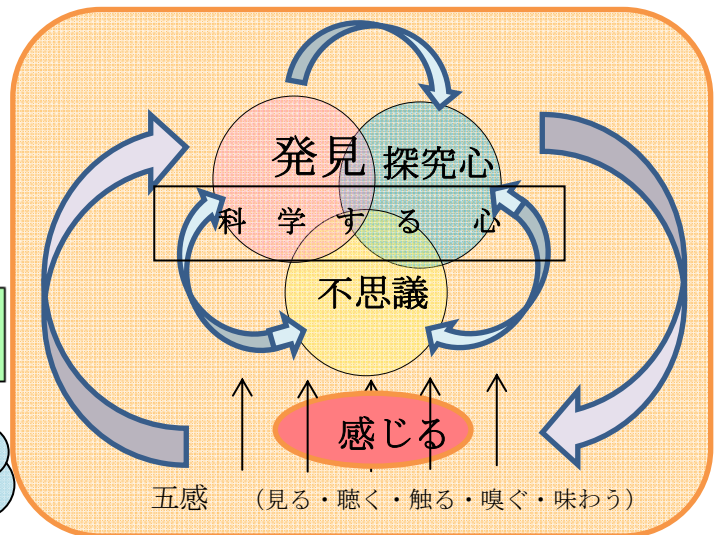 発見
探究心
科 学 す る 心
不思議
感じる
五感 (見る・聴く・触る・嗅ぐ・味わう)